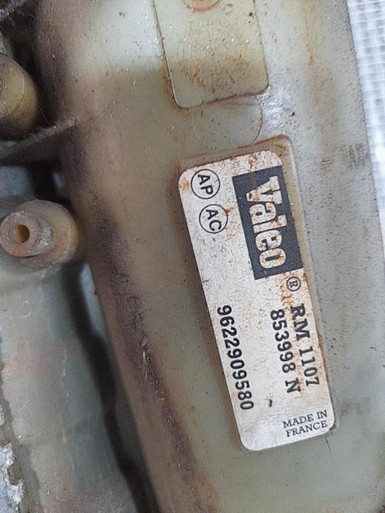 AP
AC
Valeo®
RM 1107
853998 N
9622909580
MADE IN
FRANCE